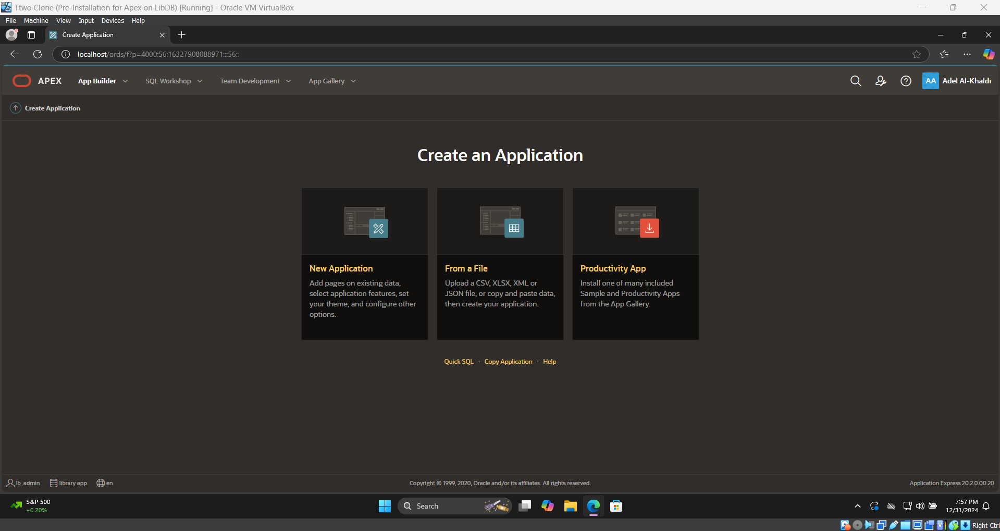 Ttwo Clone (Pre-Installation for Apex on LibDB) [Running] - Oracle VM VirtualBox
File Machine View Input Devices Help
Create Application
localhost/ords/f?p=4000:56:16327908088971:::56::
APEX App Builder SQL Workshop Team Development App Gallery AA Adel Al-Khaldi
Create Application
Create an Application
New Application
Add pages on existing data,
select application features, set
your theme, and configure other
options.
From a File
Upload a CSV, XLSX, XML or
JSON file, or copy and paste data,
then create your application.
Productivity App
Install one of many included
Sample and Productivity Apps
from the App Gallery.
Quick SQL - Copy Application - Help
lb_admin library app en Copyright © 1999, 2020, Oracle and/or its affiliates. All rights reserved. Application Express 20.2.0.00.20
S&P 500
+0.20%
Search
7:57 PM
12/31/2024
Right Ctrl